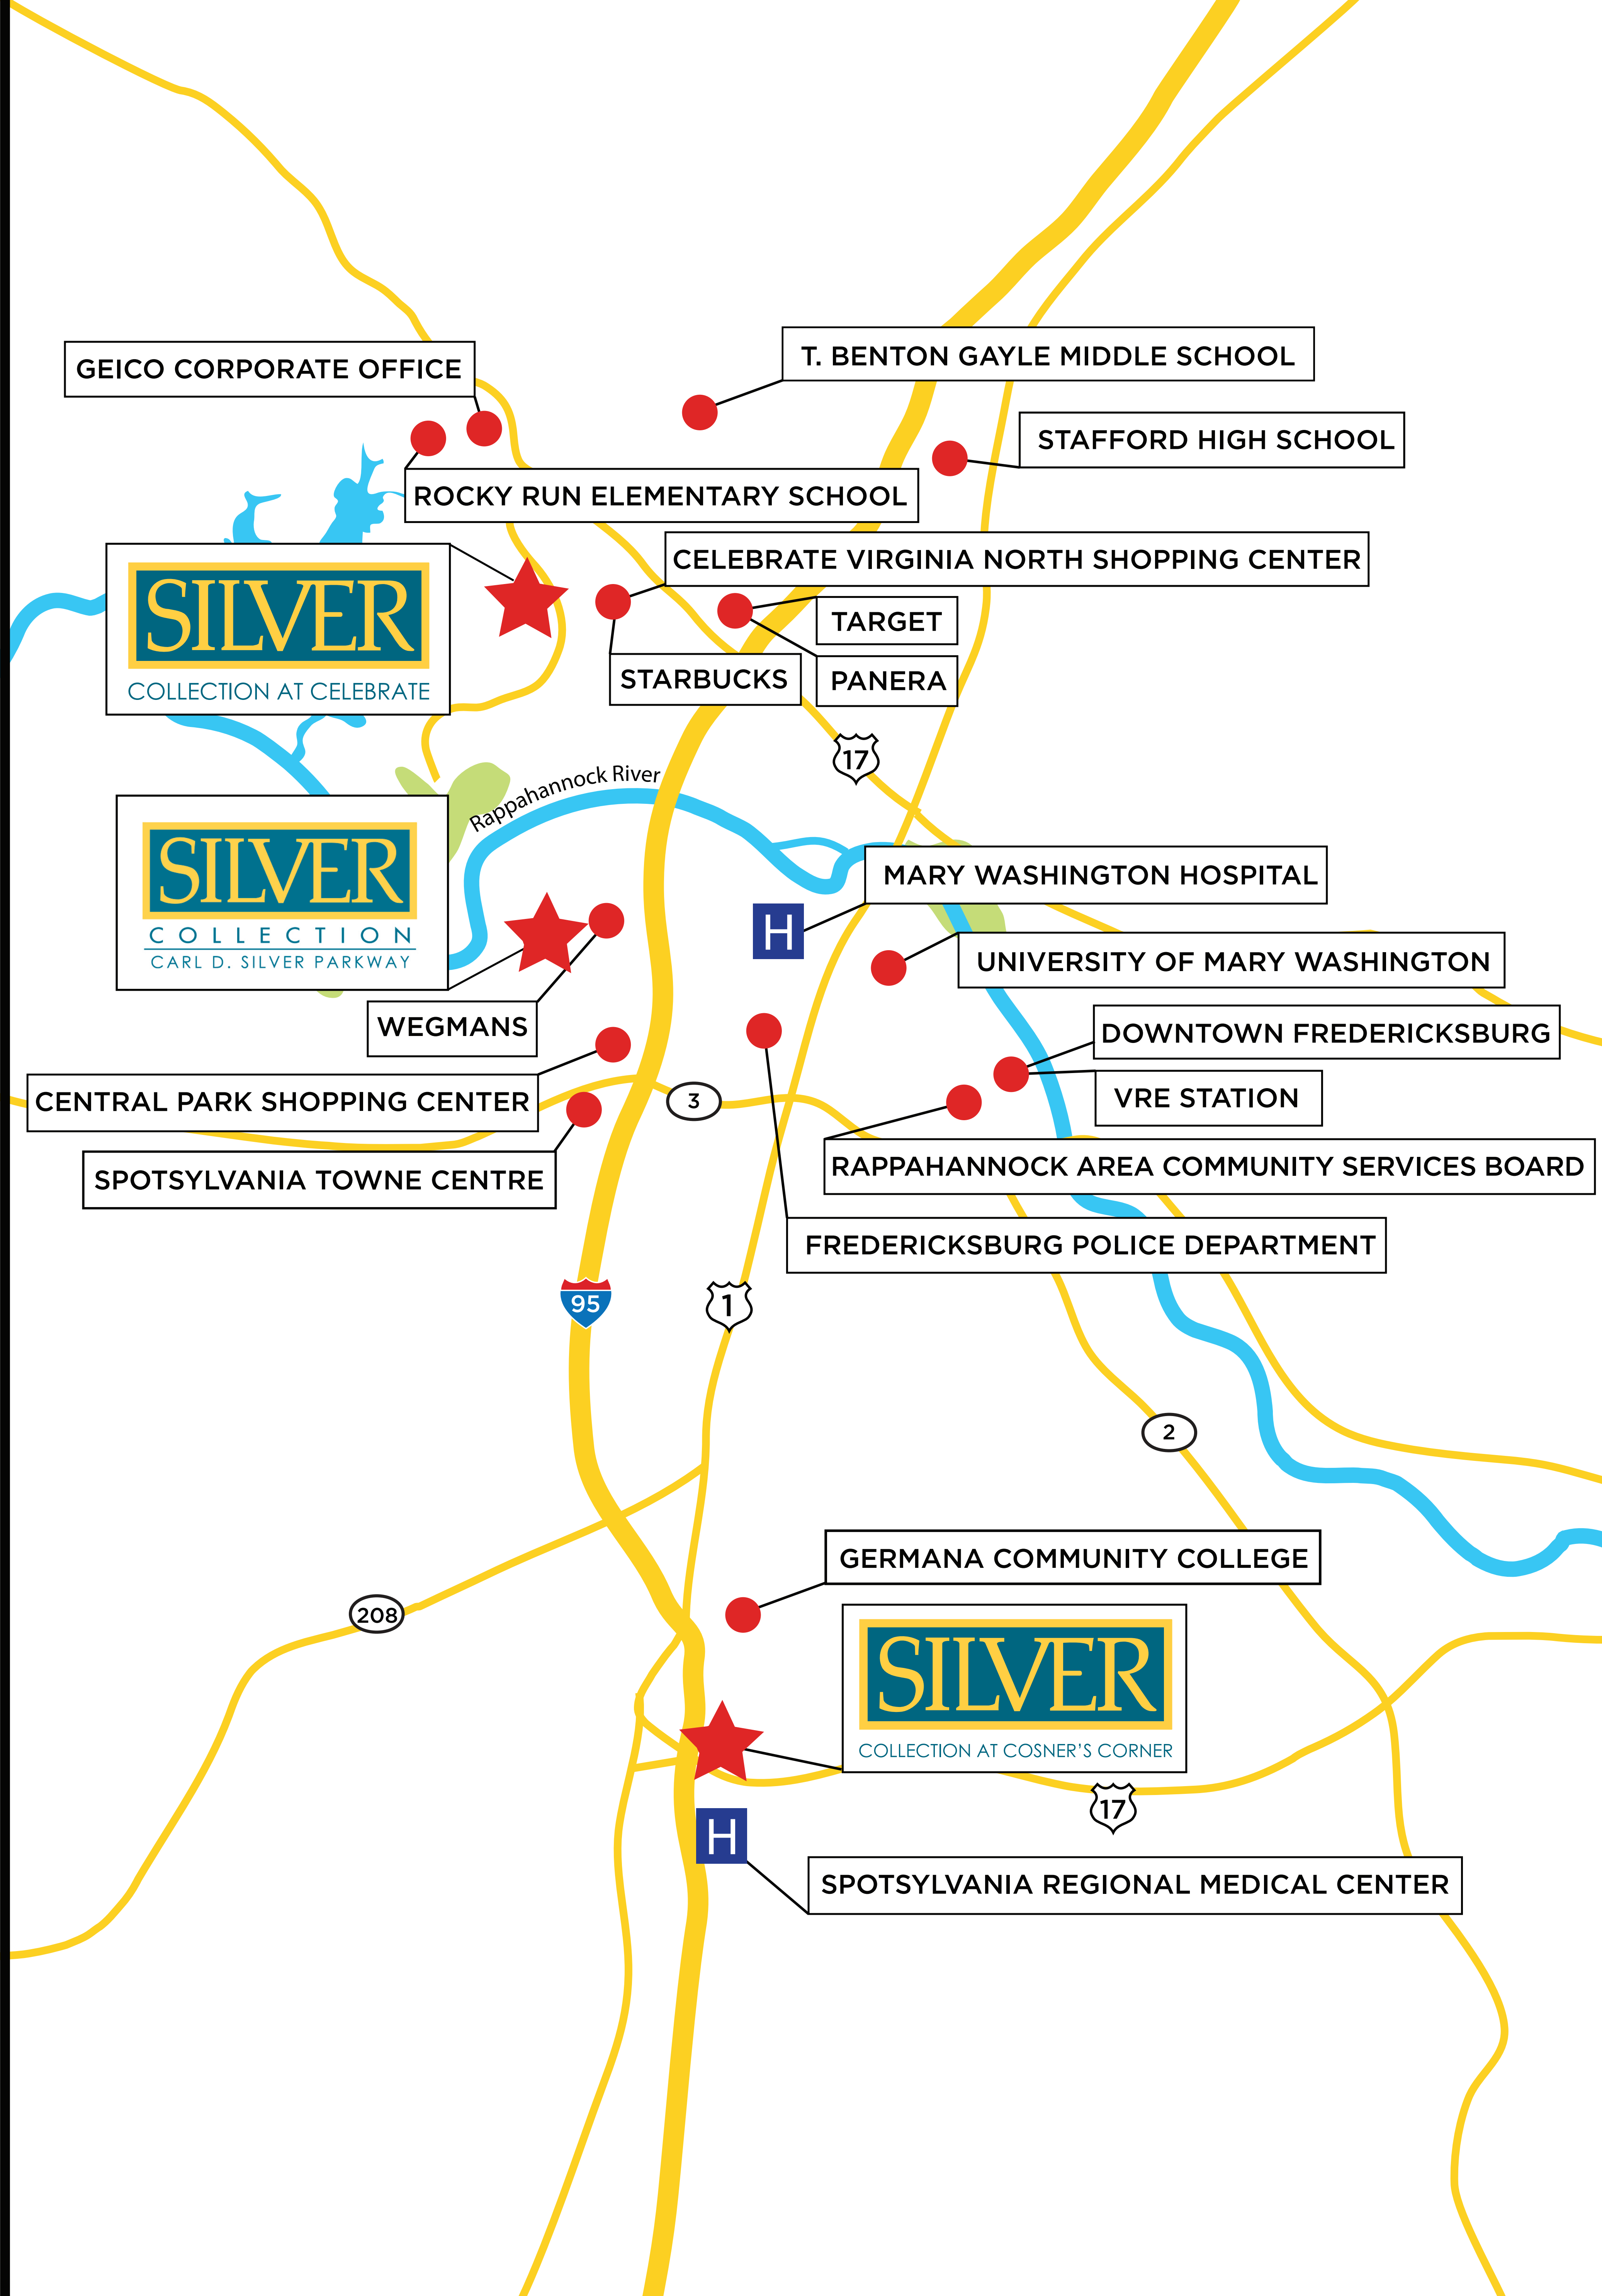 GEICO CORPORATE OFFICE
T. BENTON GAYLE MIDDLE SCHOOL
STAFFORD HIGH SCHOOL
ROCKY RUN ELEMENTARY SCHOOL
CELEBRATE VIRGINIA NORTH SHOPPING CENTER
SILVER
COLLECTION AT CELEBRATE
TARGET
STARBUCKS
PANERA
17
Rappahannock River
SILVER
COLLECTION
CARL D. SILVER PARKWAY
MARY WASHINGTON HOSPITAL
H
UNIVERSITY OF MARY WASHINGTON
WEGMANS
DOWNTOWN FREDERICKSBURG
CENTRAL PARK SHOPPING CENTER
3
VRE STATION
SPOTSYLVANIA TOWNE CENTRE
RAPPAHANNOCK AREA COMMUNITY SERVICES BOARD
FREDERICKSBURG POLICE DEPARTMENT
95
1
2
GERMANA COMMUNITY COLLEGE
208
SILVER
COLLECTION AT COSNER'S CORNER
17
H
SPOTSYLVANIA REGIONAL MEDICAL CENTER